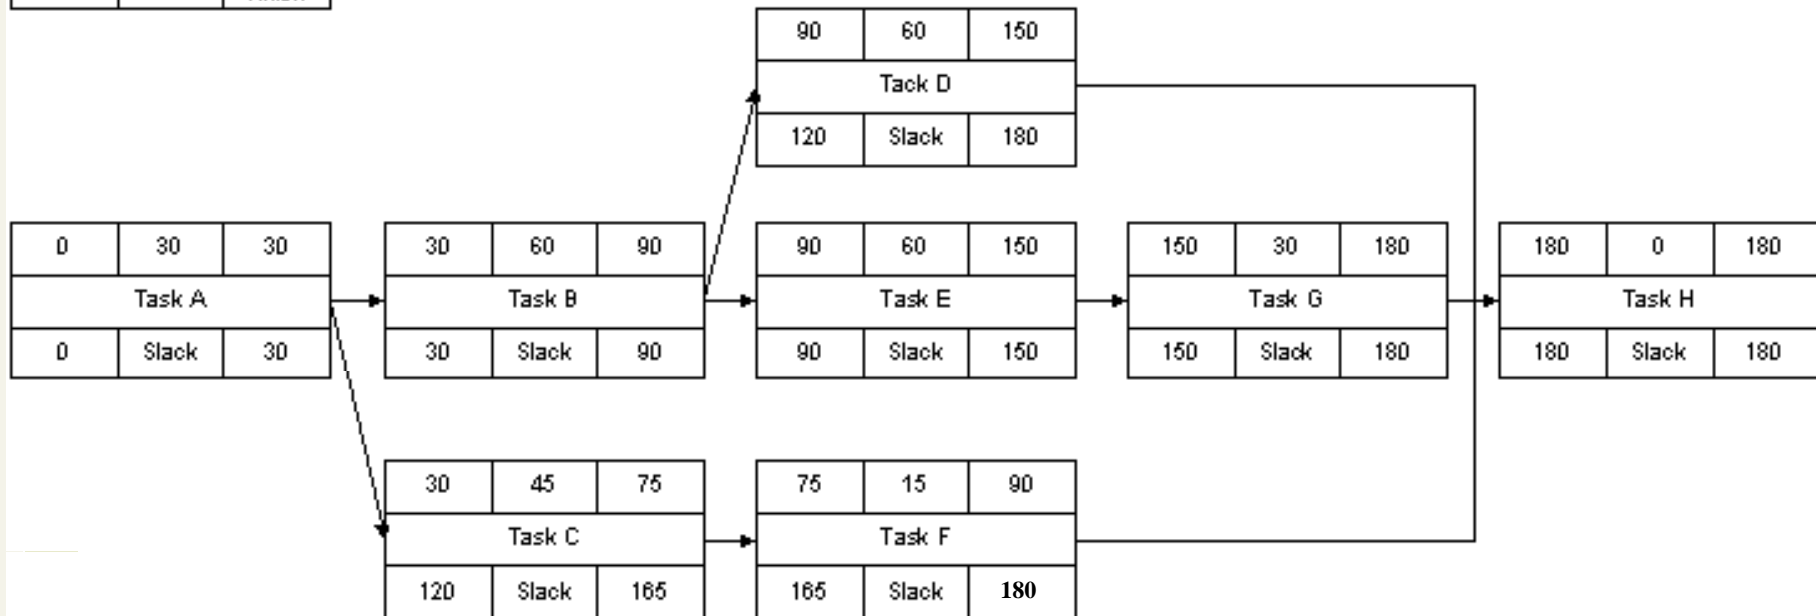 90 60 150
Tack D
120 Slack 180
0 30 30
Task A
0 Slack 30
30 60 90
Task B
30 Slack 90
90 60 150
Task E
90 Slack 150
150 30 180
Task G
150 Slack 180
180 0 180
Task H
180 Slack 180
30 45 75
Task C
120 Slack 165
75 15 90
Task F
165 Slack 180